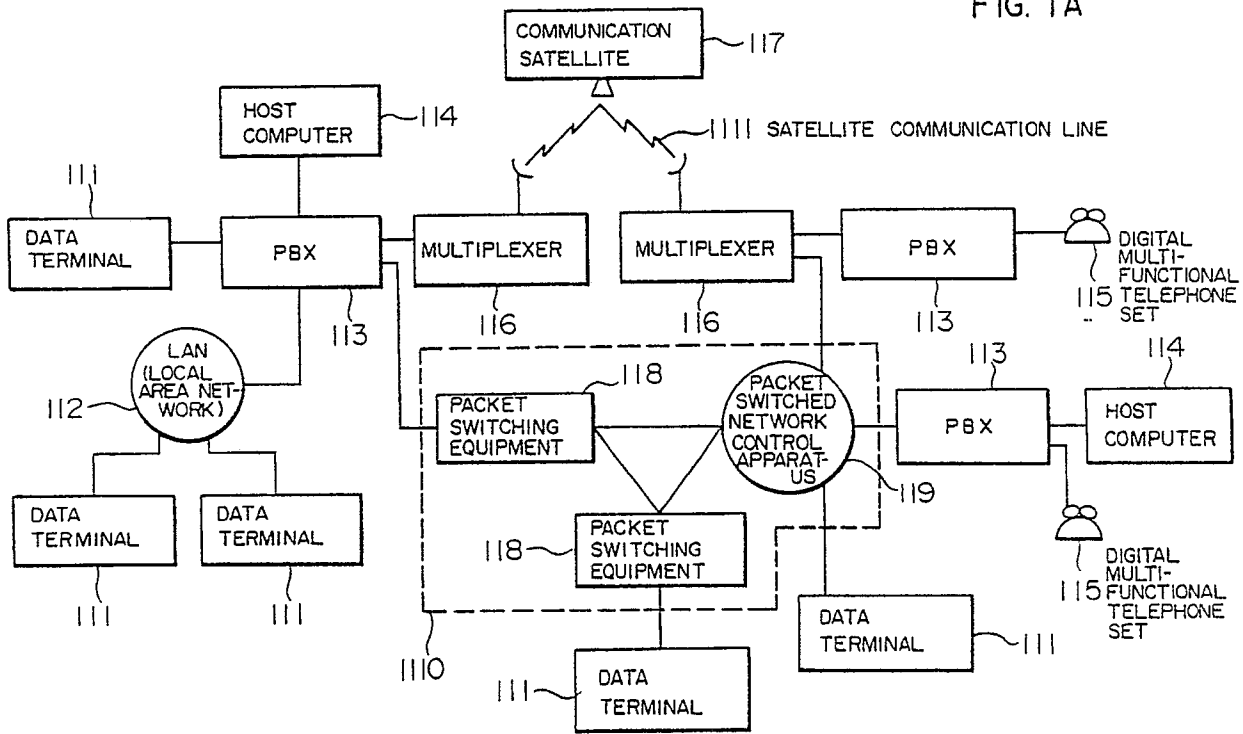 FIG. 1A
COMMUNICATION
SATELLITE
117
HOST
COMPUTER
114
1111 SATELLITE COMMUNICATION LINE
111
DATA
TERMINAL
PBX
113
MULTIPLEXER
116
MULTIPLEXER
116
PBX
113
115
DIGITAL
MULTI-
FUNCTIONAL
TELEPHONE
SET
LAN
(LOCAL
AREA NET-
WORK)
112
118
PACKET
SWITCHING
EQUIPMENT
PACKET
SWITCHED
NETWORK
CONTROL
APPARAT-
US
119
113
PBX
114
HOST
COMPUTER
DATA
TERMINAL
111
DATA
TERMINAL
111
118
PACKET
SWITCHING
EQUIPMENT
115
DIGITAL
MULTI-
FUNCTIONAL
TELEPHONE
SET
1110
111
DATA
TERMINAL
DATA
TERMINAL
111